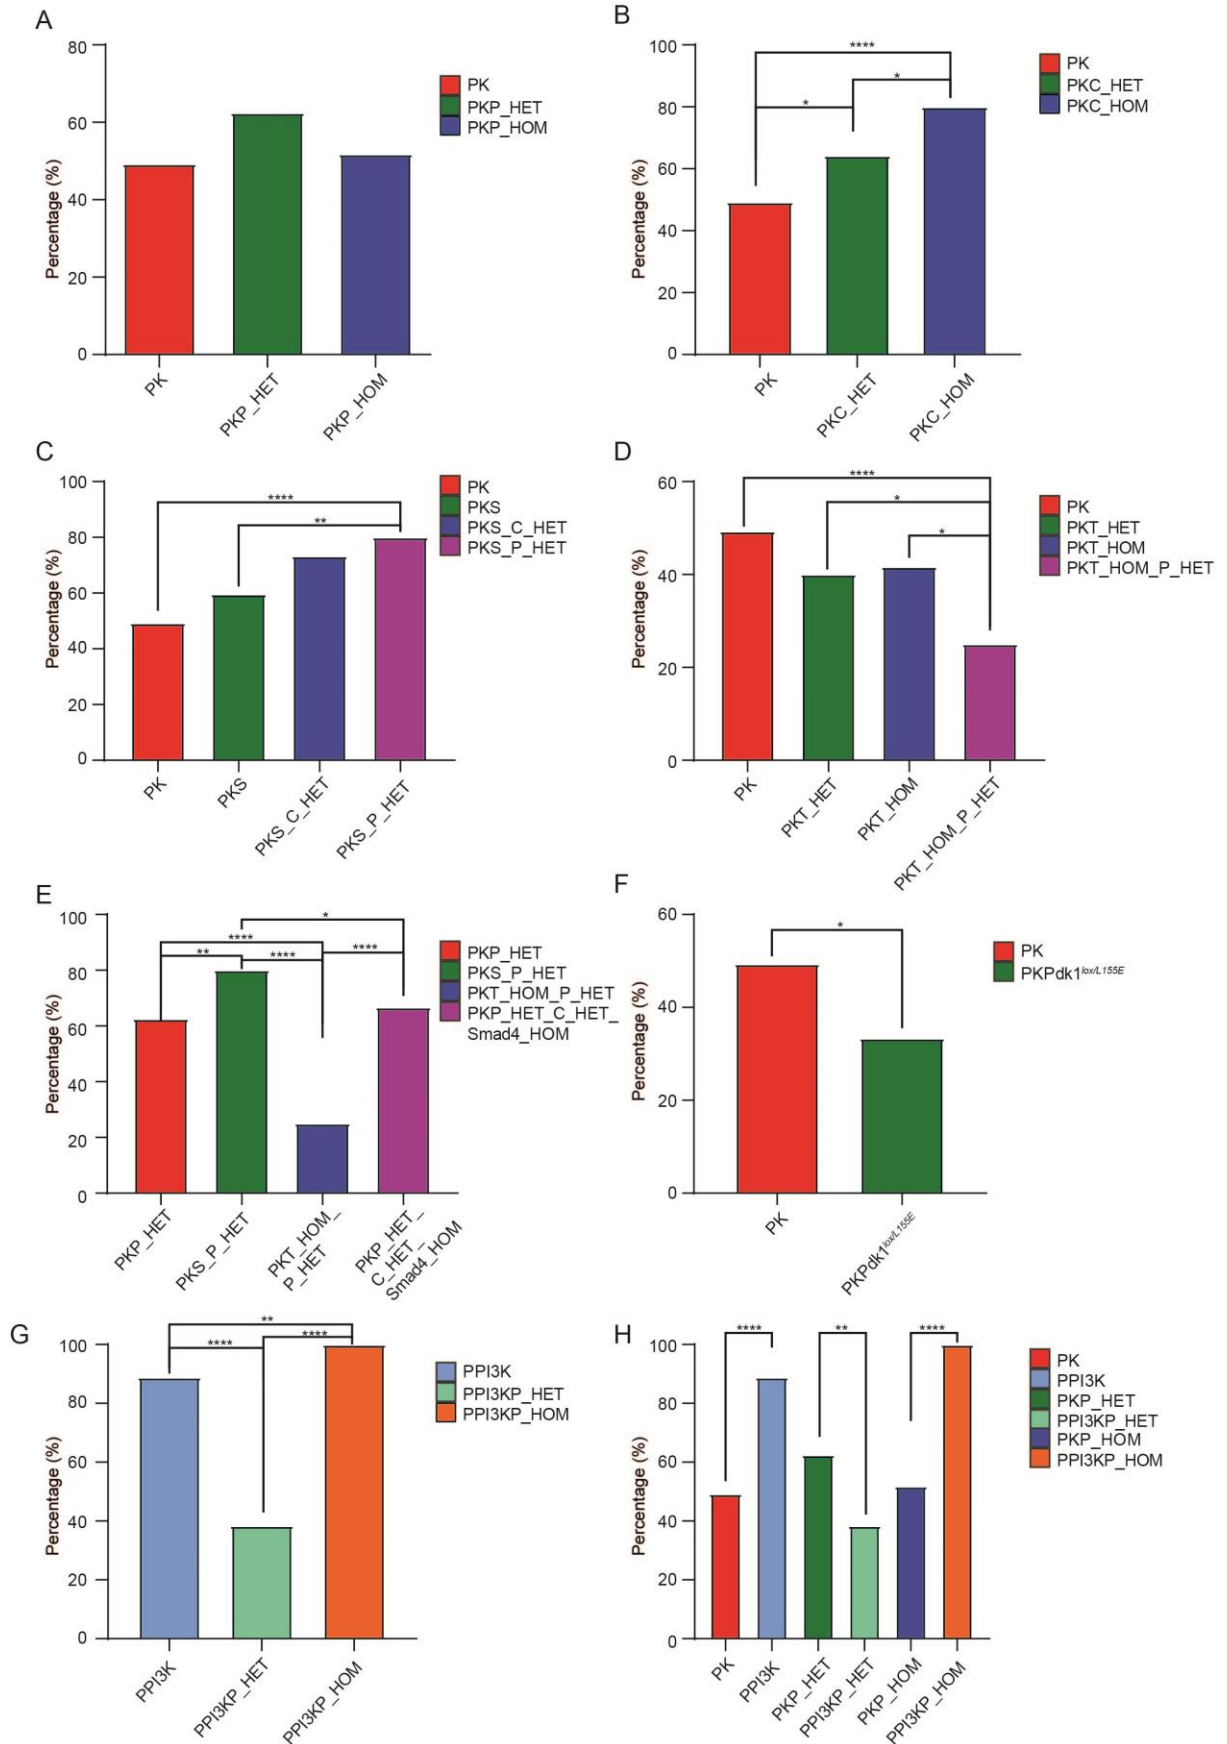 A
Percentage (%)
80
60
40
20
0
PK
PKP_HET
PKP_HOM
PK
PKP_HET
PKP_HOM
B
Percentage (%)
100
80
60
40
20
0
****
*
*
PK
PKC_HET
PKC_HOM
PK
PKC_HET
PKC_HOM
C
Percentage (%)
100
80
60
40
20
0
****
**
PK
PKS
PKS_C_HET
PKS_P_HET
PK
PKS
PKS_C_HET
PKS_P_HET
D
Percentage (%)
60
40
20
0
****
*
*
PK
PKT_HET
PKT_HOM
PKT_HOM_P_HET
PK
PKT_HET
PKT_HOM
PKT_HOM_P_HET
E
Percentage (%)
100
80
60
40
20
0
*
****
**
****
****
PKP_HET
PKS_P_HET
PKT_HOM_P_HET
PKP_HET_C_HET_
Smad4_HOM
PKP_HET
PKS_P_HET
PKT_HOM_
P_HET
PKP_HET_
C_HET_
Smad4_HOM
F
Percentage (%)
60
40
20
0
*
PK
PKPdk1lox/L155E
PK
PKPdk1lox/L155E
G
Percentage (%)
100
80
60
40
20
0
**
****
****
PPI3K
PPI3KP_HET
PPI3KP_HOM
PPI3K
PPI3KP_HET
PPI3KP_HOM
H
Percentage (%)
100
80
60
40
20
0
****
**
****
PK
PPI3K
PKP_HET
PPI3KP_HET
PKP_HOM
PPI3KP_HOM
PK
PPI3K
PKP_HET
PPI3KP_HET
PKP_HOM
PPI3KP_HOM